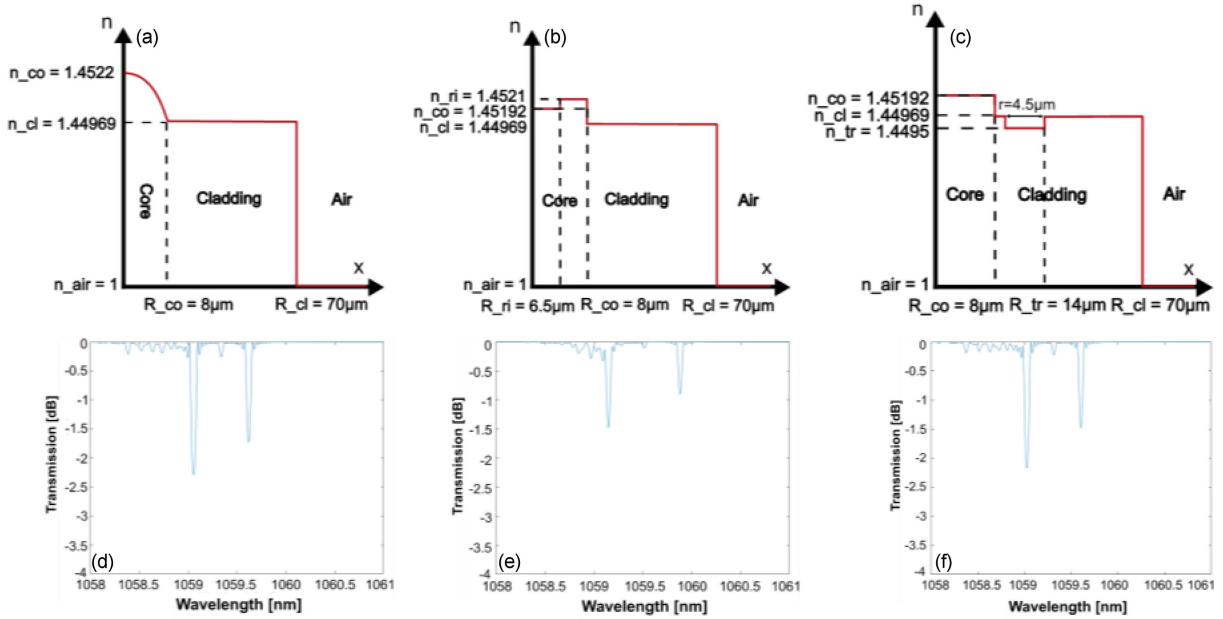 n
(a)
n_co = 1.4522
n_cl = 1.44969
Core
Cladding
Air
x
n_air = 1
R_co = 8µm
R_cl = 70µm
n
(b)
n_ri = 1.4521
n_co = 1.45192
n_cl = 1.44969
Core
Cladding
Air
x
n_air = 1
R_ri = 6.5µm
R_co = 8µm
R_cl = 70µm
n
(c)
n_co = 1.45192
r=4.5µm
n_cl = 1.44969
n_tr = 1.4495
Core
Cladding
Air
x
n_air = 1
R_co = 8µm
R_tr = 14µm
R_cl = 70µm
0
-0.5
-1
-1.5
-2
-2.5
-3
-3.5
-4
Transmission [dB]
(d)
1058 1058.5 1059 1059.5 1060 1060.5 1061
Wavelength [nm]
0
-0.5
-1
-1.5
-2
-2.5
-3
-3.5
-4
Transmission [dB]
(e)
1058 1058.5 1059 1059.5 1060 1060.5 1061
Wavelength [nm]
0
-0.5
-1
-1.5
-2
-2.5
-3
-3.5
-4
Transmission [dB]
(f)
1058 1058.5 1059 1059.5 1060 1060.5 1061
Wavelength [nm]